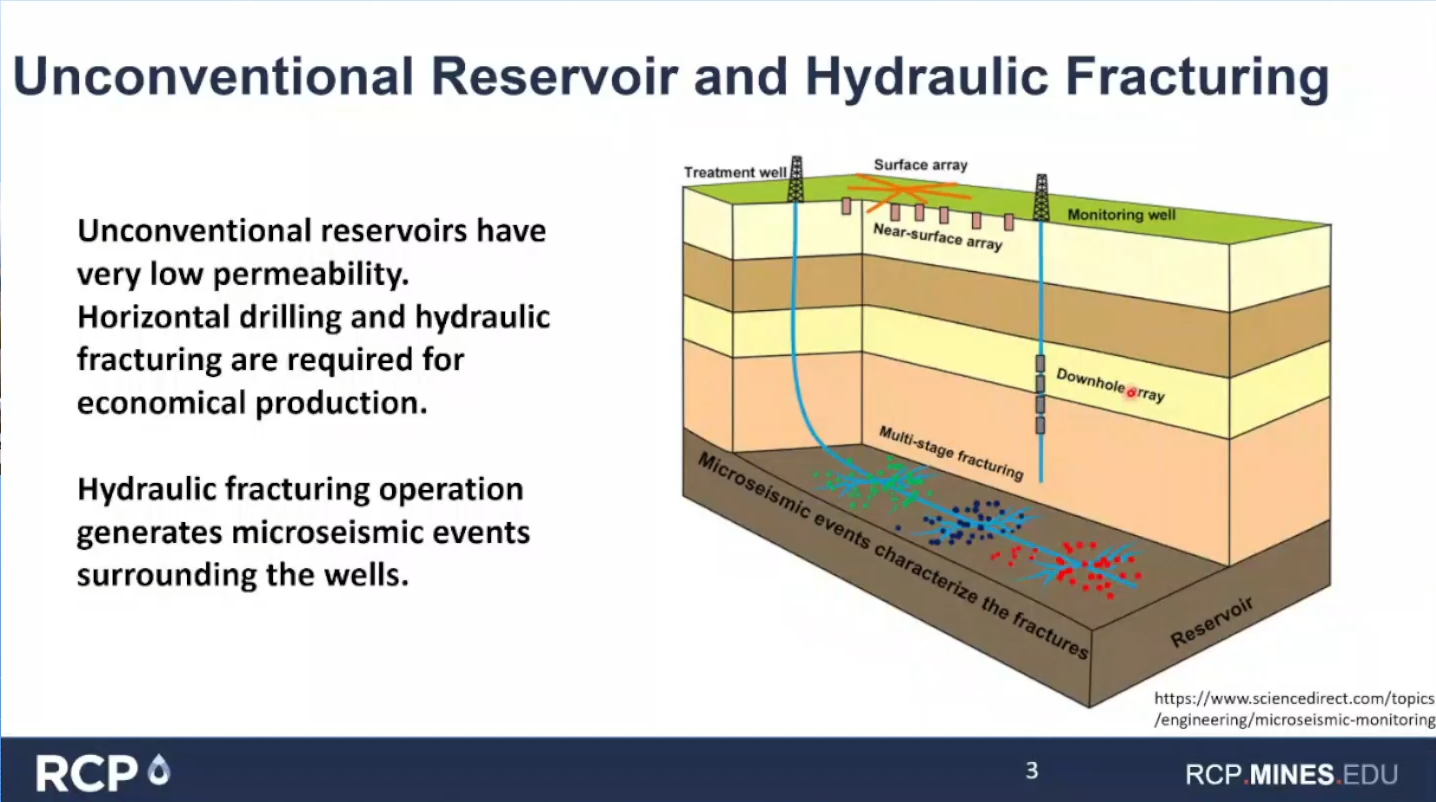 Unconventional Reservoir and Hydraulic Fracturing
Unconventional reservoirs have
very low permeability.
Horizontal drilling and hydraulic
fracturing are required for
economical production.
Hydraulic fracturing operation
generates microseismic events
surrounding the wells.
Treatment well
Surface array
Monitoring well
Near-surface array
Downhole array
Multi-stage fracturing
Microseismic events characterize the fractures
Reservoir
https://www.sciencedirect.com/topics
/engineering/microseismic-monitoring
RCP
3
RCP.MINES.EDU